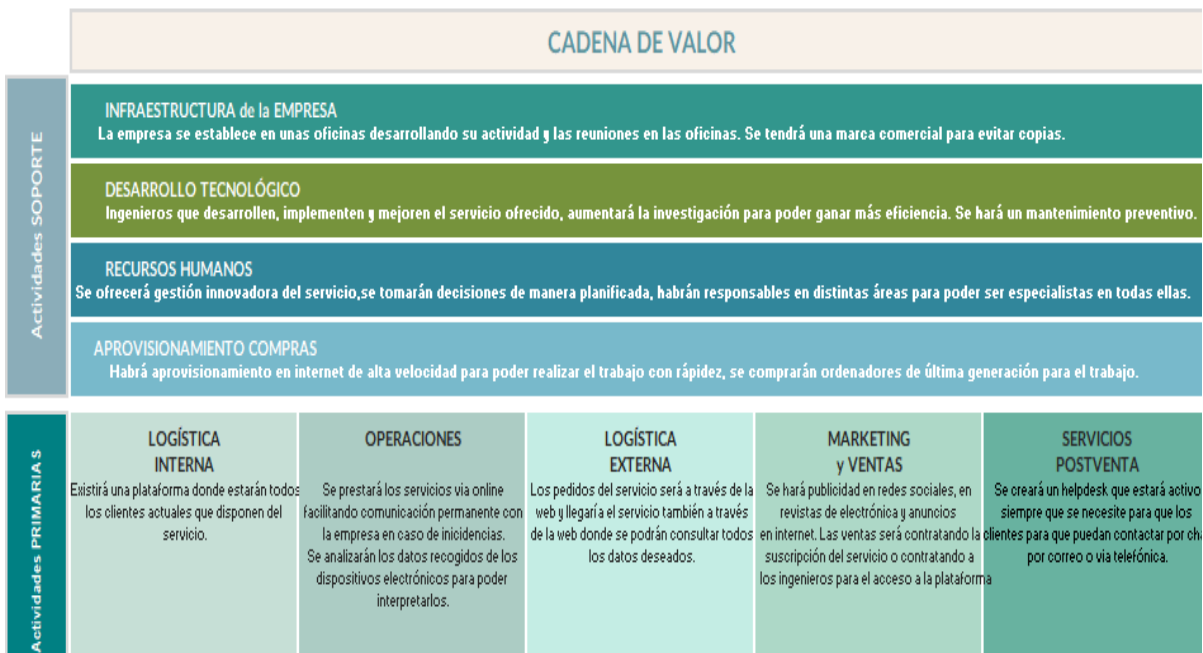 CADENA DE VALOR
Actividades SOPORTE
INFRAESTRUCTURA de la EMPRESA
La empresa se establece en unas oficinas desarrollando su actividad y las reuniones en las oficinas. Se tendrá una marca comercial para evitar copias.
DESARROLLO TECNOLÓGICO
Ingenieros que desarrollen, implementen y mejoren el servicio ofrecido, aumentará la investigación para poder ganar más eficiencia. Se hará un mantenimiento preventivo.
RECURSOS HUMANOS
Se ofrecerá gestión innovadora del servicio,se tomarán decisiones de manera planificada, habrán responsables en distintas áreas para poder ser especialistas en todas ellas.
APROVISIONAMIENTO COMPRAS
Habrá aprovisionamiento en internet de alta velocidad para poder realizar el trabajo con rápidez, se comprarán ordenadores de última generación para el trabajo.
Actividades PRIMARIAS
LOGÍSTICA
INTERNA
Existirá una plataforma donde estarán todos
los clientes actuales que disponen del
servicio.
OPERACIONES
Se prestará los servicios via online
facilitando comunicación permanente con
la empresa en caso de inicidencias.
Se analizarán los datos recogidos de los
dispositivos electrónicos para poder
interpretarlos.
LOGÍSTICA
EXTERNA
Los pedidos del servicio será a través de la
web y llegaría el servicio también a través
de la web donde se podrán consultar todos
los datos deseados.
MARKETING
y VENTAS
Se hará publicidad en redes sociales, en
revistas de electrónica y anuncios
en internet. Las ventas será contratando la
suscripción del servicio o contratando a
los ingenieros para el acceso a la plataforma
SERVICIOS
POSTVENTA
Se creará un helpdesk que estará activo
siempre que se necesite para que los
clientes para que puedan contactar por cha
por correo o via telefónica.